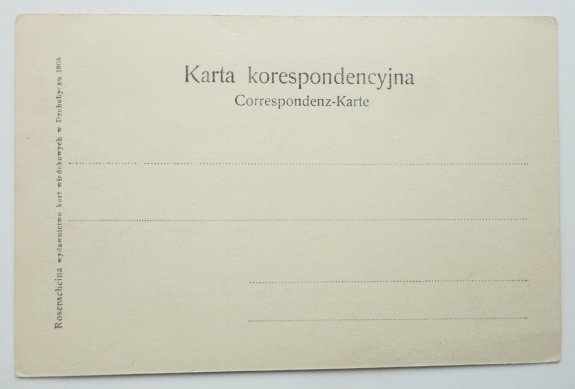 Karta korespondencyjna
Correspondenz-Karte
Rosenscheina wydawnictwo kart widokowych w Drohobyczu 1905